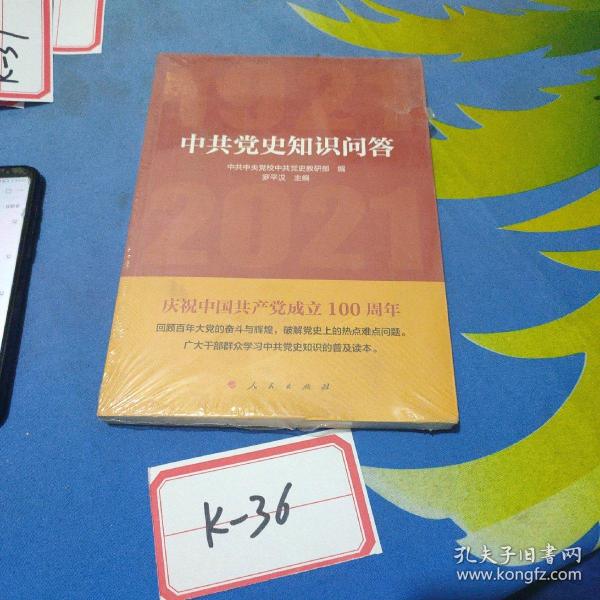 K-37
1921
中共党史知识问答
中共中央党校中共党史教研部 编
罗平汉 主编
2021
庆祝中国共产党成立100周年
回顾百年大党的奋斗与辉煌，破解党史上的热点难点问题。
广大干部群众学习中共党史知识的普及读本。
人民出版社
K-36
孔夫子旧书网
www.kongfz.com